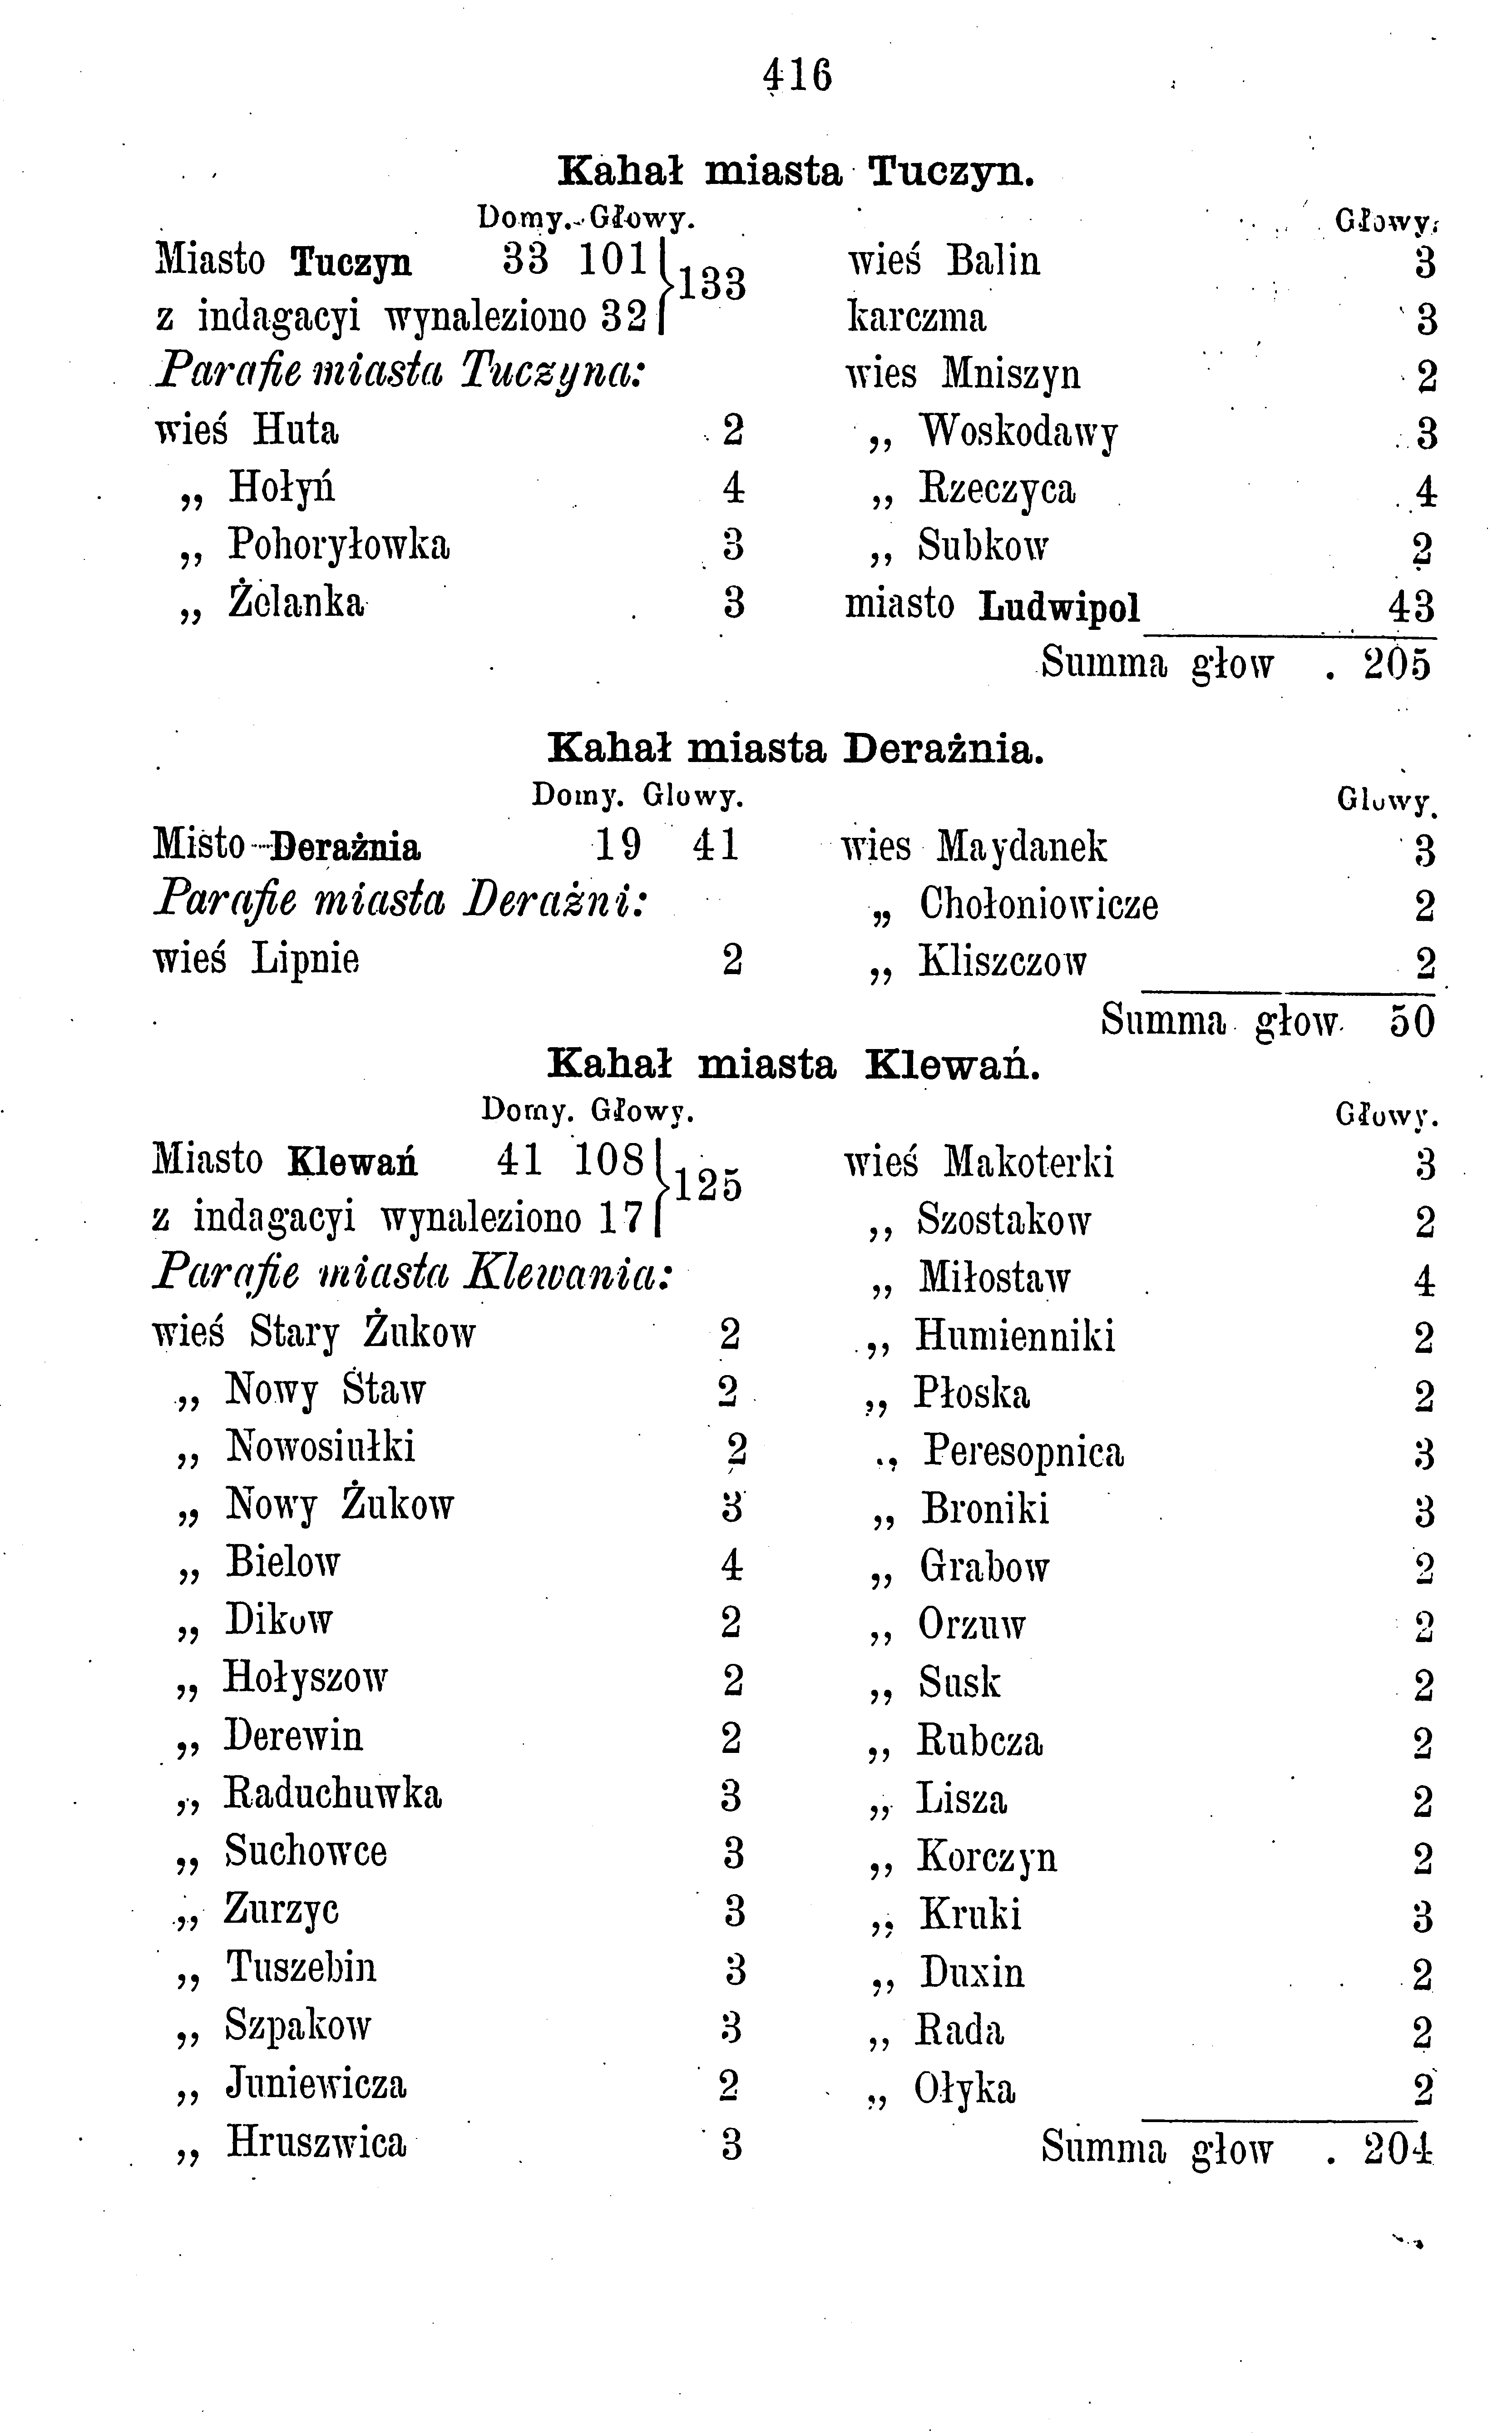 416
Kahał miasta Tuczyn.
Domy. Głowy.
Miasto Tuczyn 33 101 } 133
z indagacyi wynaleziono 32
Parafie miasta Tuczyna:
wieś Huta 2
„ Hołyń 4
„ Pohoryłowka 3
„ Żelanka 3
Głowy.
wieś Balin 3
karczma 3
wies Mniszyn 2
„ Woskodawy 3
„ Rzeczyca 4
„ Subkow 2
miasto Ludwipol 43
Summa głow . 205
Kahał miasta Derażnia.
Domy. Glowy.
Misto Derażnia 19 41
Parafie miasta Derażni:
wieś Lipnie 2
Glowy.
wies Maydanek 3
„ Chołoniowicze 2
„ Kliszczow 2
Summa głow 50
Kahał miasta Klewań.
Domy. Głowy.
Miasto Klewań 41 108 } 125
z indagacyi wynaleziono 17
Parafie miasta Klewania:
wieś Stary Żukow 2
„ Nowy Staw 2
„ Nowosiułki 2
„ Nowy Żukow 3
„ Bielow 4
„ Dikow 2
„ Hołyszow 2
„ Derewin 2
„ Raduchuwka 3
„ Suchowce 3
„ Zurzyc 3
„ Tuszebin 3
„ Szpakow 3
„ Juniewicza 2
„ Hruszwica 3
Głowy.
wieś Makoterki 3
„ Szostakow 2
„ Miłostaw 4
„ Humienniki 2
„ Płoska 2
„ Peresopnica 3
„ Broniki 3
„ Grabow 2
„ Orzuw 2
„ Susk 2
„ Rubcza 2
„ Lisza 2
„ Korczyn 2
„ Kruki 3
„ Duxin 2
„ Rada 2
„ Ołyka 2
Summa głow . 204